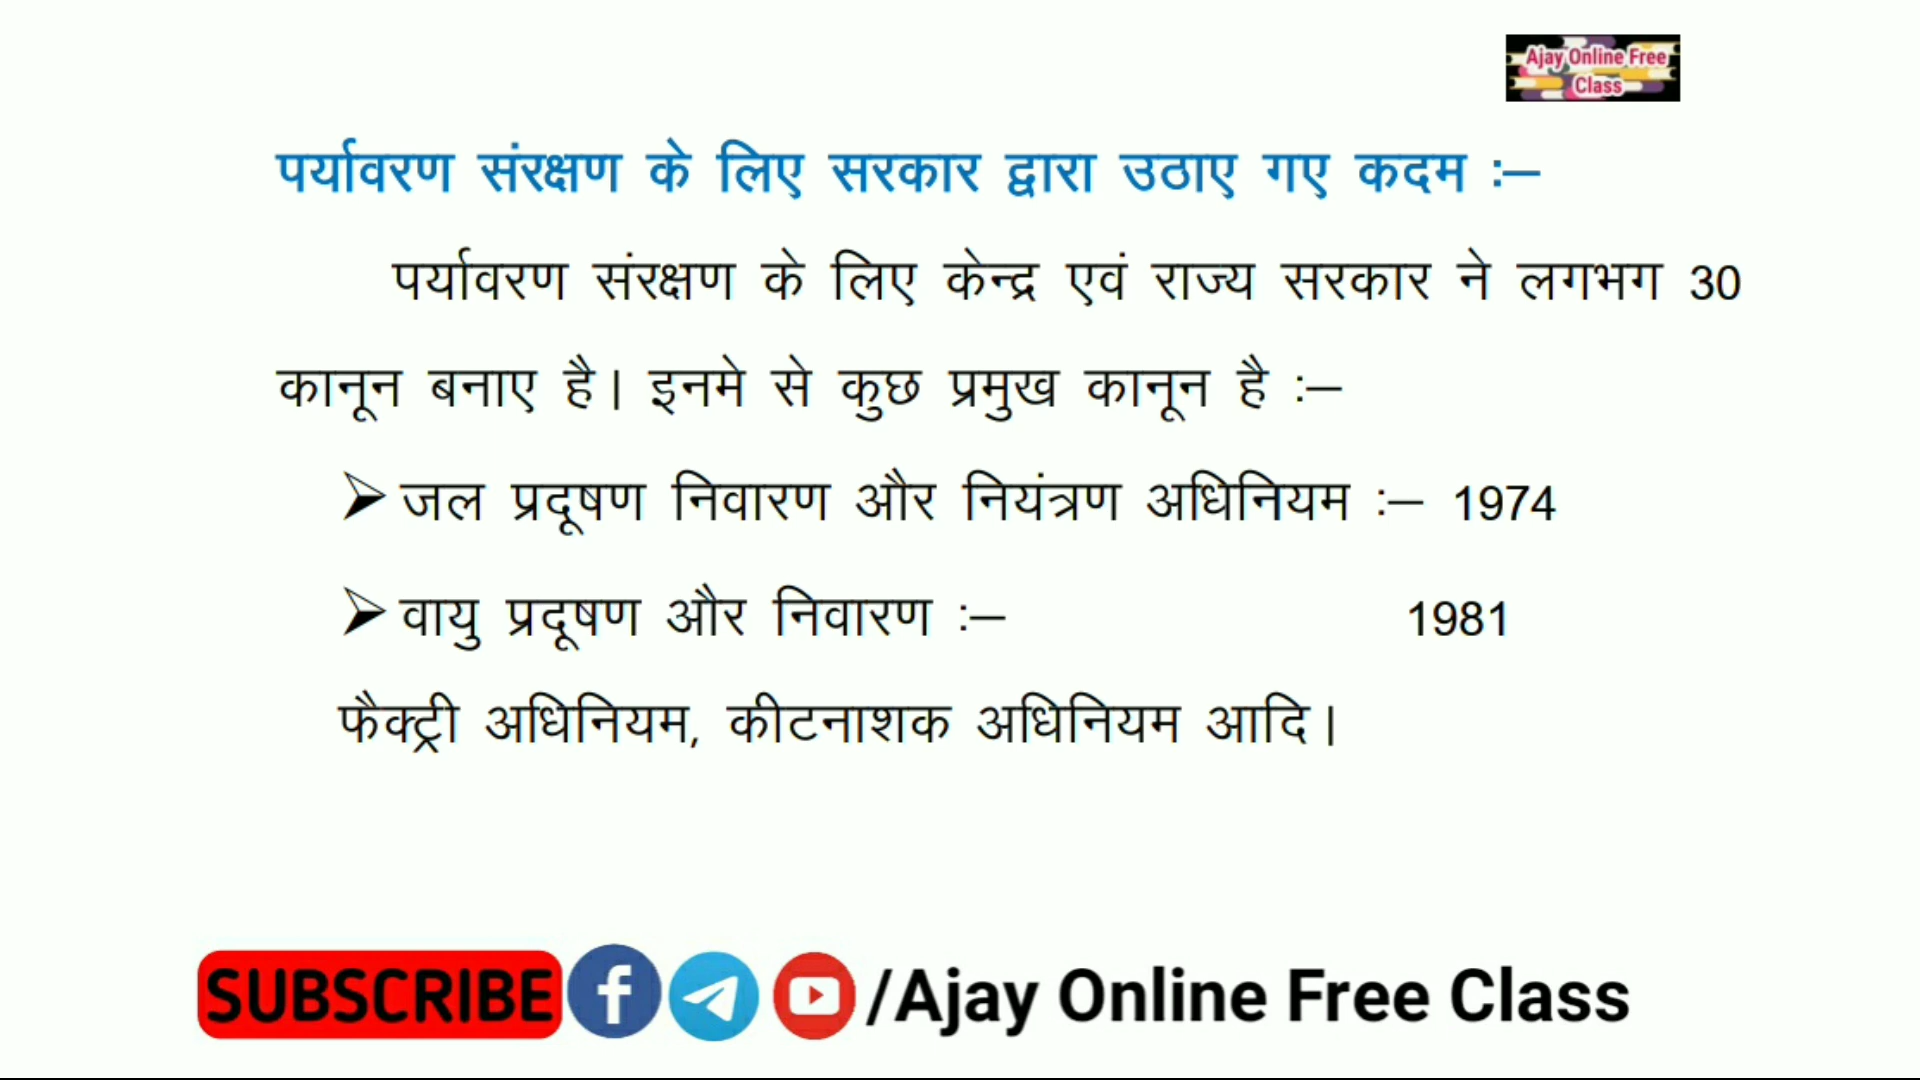 Ajay Online Free
Class
पर्यावरण संरक्षण के लिए सरकार द्वारा उठाए गए कदम :–
पर्यावरण संरक्षण के लिए केन्द्र एवं राज्य सरकार ने लगभग 30
कानून बनाए है। इनमे से कुछ प्रमुख कानून है :–
➢ जल प्रदूषण निवारण और नियंत्रण अधिनियम :– 1974
➢ वायु प्रदूषण और निवारण :– 1981
फैक्ट्री अधिनियम, कीटनाशक अधिनियम आदि।
SUBSCRIBE f /Ajay Online Free Class